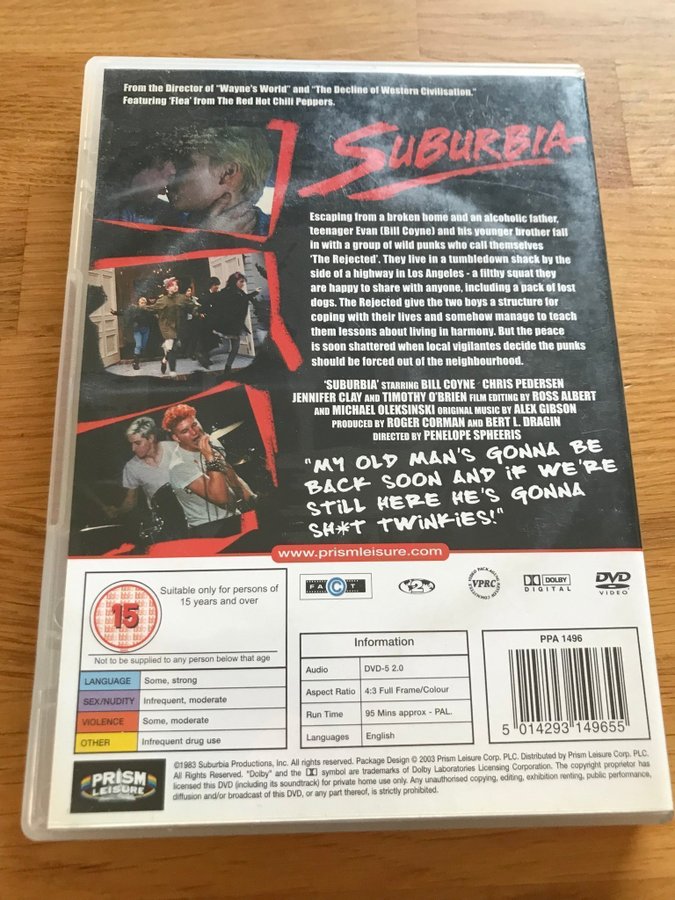 From the Director of "Wayne's World" and "The Decline of Western Civilisation."
Featuring 'Flea' from The Red Hot Chili Peppers.
SUBURBIA
Escaping from a broken home and an alcoholic father,
teenager Evan (Bill Coyne) and his younger brother fall
in with a group of wild punks who call themselves
'The Rejected'. They live in a tumbledown shack by the
side of a highway in Los Angeles - a filthy squat they
are happy to share with anyone, including a pack of lost
dogs. The Rejected give the two boys a structure for
coping with their lives and somehow manage to teach
them lessons about living in harmony. But the peace
is soon shattered when local vigilantes decide the punks
should be forced out of the neighbourhood.
'SUBURBIA' STARRING BILL COYNE CHRIS PEDERSEN
JENNIFER CLAY AND TIMOTHY O'BRIEN FILM EDITING BY ROSS ALBERT
AND MICHAEL OLEKSINSKI ORIGINAL MUSIC BY ALEX GIBSON
PRODUCED BY ROGER CORMAN AND BERT L. DRAGIN
DIRECTED BY PENELOPE SPHEERIS
"MY OLD MAN'S GONNA BE
BACK SOON AND iF WE'RE
STiLL HERE HE'S GONNA
SH*T TWiNKiES!"
www.prismleisure.com
15
Suitable only for persons of
15 years and over
Not to be supplied to any person below that age
LANGUAGE Some, strong
SEX/NUDITY Infrequent, moderate
VIOLENCE Some, moderate
OTHER Infrequent drug use
FACT
2
VPRC
DOLBY
DIGITAL
DVD
VIDEO
Information
Audio DVD-5 2.0
Aspect Ratio 4:3 Full Frame/Colour
Run Time 95 Mins approx - PAL.
Languages English
PPA 1496
5 014293 149655
PRISM
LEISURE
©1983 Suburbia Productions, Inc. All rights reserved. Package Design © 2003 Prism Leisure Corp. PLC. Distributed by Prism Leisure Corp. PLC.
All Rights Reserved. "Dolby" and the symbol are trademarks of Dolby Laboratories Licensing Corporation. The copyright proprietor has
licensed this DVD (including its soundtrack) for private home use only. Any unauthorised copying, editing, exhibition renting, public performance,
diffusion and/or broadcast of this DVD, or any part thereof, is strictly prohibited.